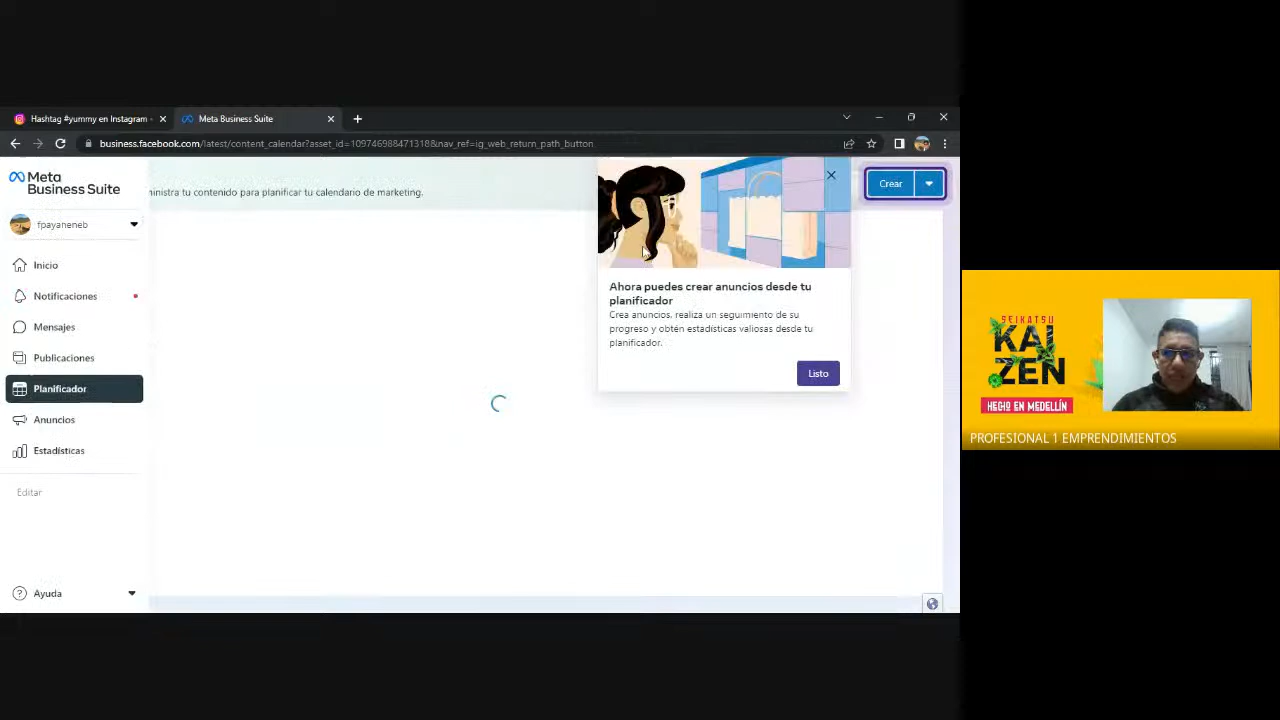 Hashtag #yummy en Instagram
Meta Business Suite
business.facebook.com/latest/content_calendar?asset_id=109746988471318&nav_ref=ig_web_return_path_button
Meta
Business Suite
ministra tu contenido para planificar tu calendario de marketing.
Crear
fpayaneneb
Inicio
Notificaciones
Mensajes
Publicaciones
Planificador
Anuncios
Estadísticas
Editar
Ayuda
Ahora puedes crear anuncios desde tu
planificador
Crea anuncios, realiza un seguimiento de su
progreso y obtén estadísticas valiosas desde tu
planificador.
Listo
SEIKATSU
KAI
ZEN
HECHO EN MEDELLÍN
PROFESIONAL 1 EMPRENDIMIENTOS